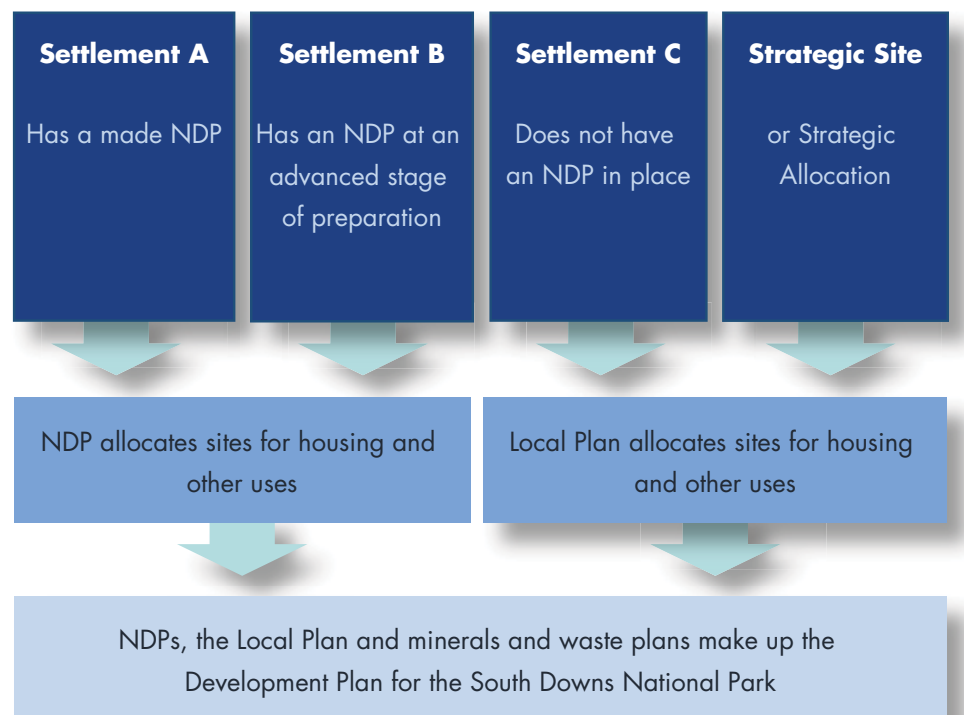 Settlement A
Has a made NDP
Settlement B
Has an NDP at an
advanced stage
of preparation
Settlement C
Does not have
an NDP in place
Strategic Site
or Strategic
Allocation
NDP allocates sites for housing and
other uses
Local Plan allocates sites for housing
and other uses
NDPs, the Local Plan and minerals and waste plans make up the
Development Plan for the South Downs National Park